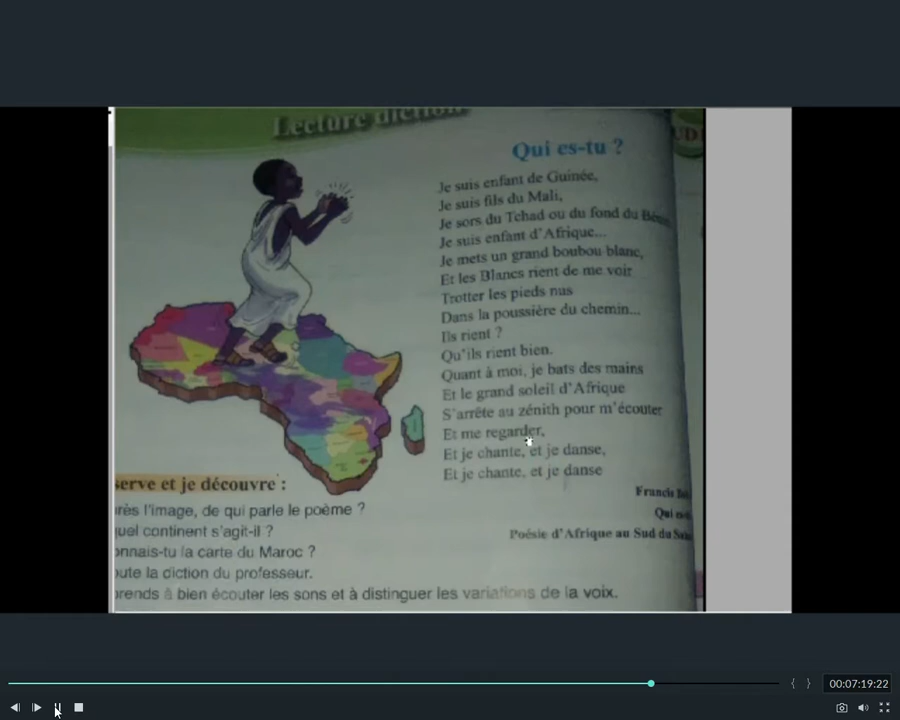 Lecture diction
Qui es-tu ?
Je suis enfant de Guinée,
Je suis fils du Mali,
Je sors du Tchad ou du fond du
Je suis enfant d'Afrique...
Je mets un grand boubou blanc,
Et les Blancs rient de me voir
Trotter les pieds nus
Dans la poussière du chemin...
Ils rient ?
Qu'ils rient bien.
Quant à moi, je bats des mains
Et le grand soleil d'Afrique
S'arrête au zénith pour m'écouter
Et me regarder,
Et je chante, et je danse,
Et je chante, et je danse
Francis
Qui
Poésie d'Afrique au Sud du
serve et je découvre :
rès l'image, de qui parle le poème ?
uel continent s'agit-il ?
onnais-tu la carte du Maroc ?
oute la diction du professeur.
prends à bien écouter les sons et à distinguer les variations de la voix.
{ } 00:07:19:22